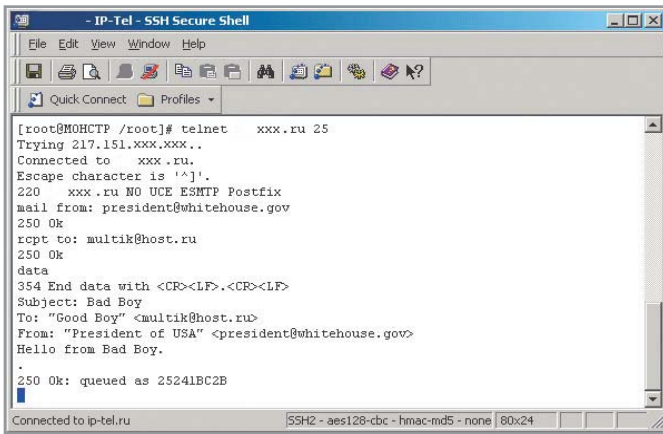 - IP-Tel - SSH Secure Shell
File Edit View Window Help
Quick Connect Profiles
[root@MOHCTP /root]# telnet xxx.ru 25
Trying 217.151.xxx.xxx..
Connected to xxx.ru.
Escape character is '^]'.
220 xxx.ru NO UCE ESMTP Postfix
mail from: president@whitehouse.gov
250 Ok
rcpt to: multik@host.ru
250 Ok
data
354 End data with <CR><LF>.<CR><LF>
Subject: Bad Boy
To: "Good Boy" <multik@host.ru>
From: "President of USA" <president@whitehouse.gov>
Hello from Bad Boy.
.
250 Ok: queued as 25241BC2B
Connected to ip-tel.ru SSH2 - aes128-cbc - hmac-md5 - none 80x24